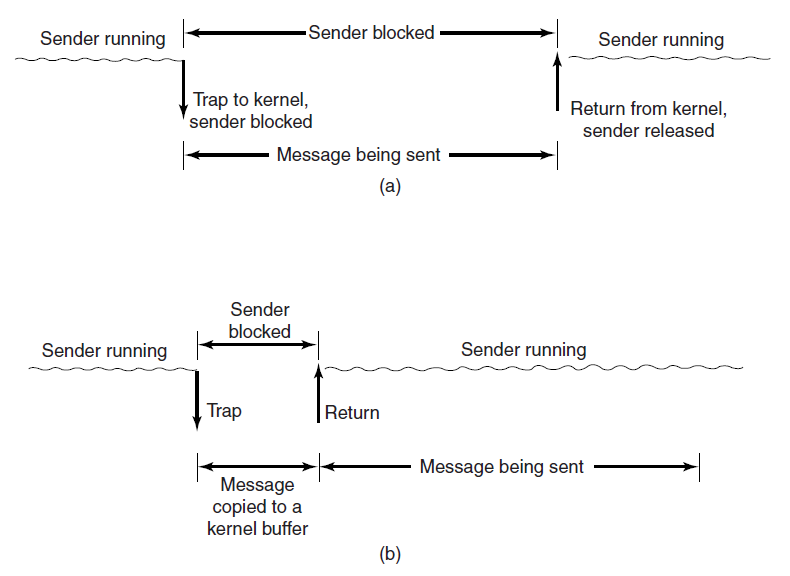 Sender running
Sender blocked
Sender running
Trap to kernel,
sender blocked
Return from kernel,
sender released
Message being sent
(a)
Sender
blocked
Sender running
Sender running
Trap
Return
Message being sent
Message
copied to a
kernel buffer
(b)